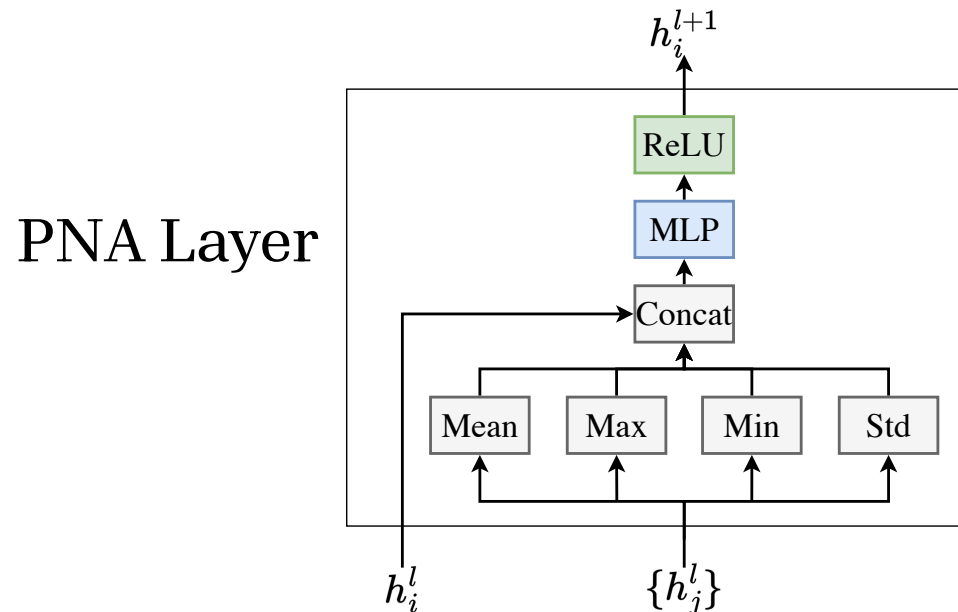 $h_i^{l+1}$
ReLU
MLP
PNA Layer
Concat
Mean Max Min Std
$h_i^l$ $\{h_j^l\}$